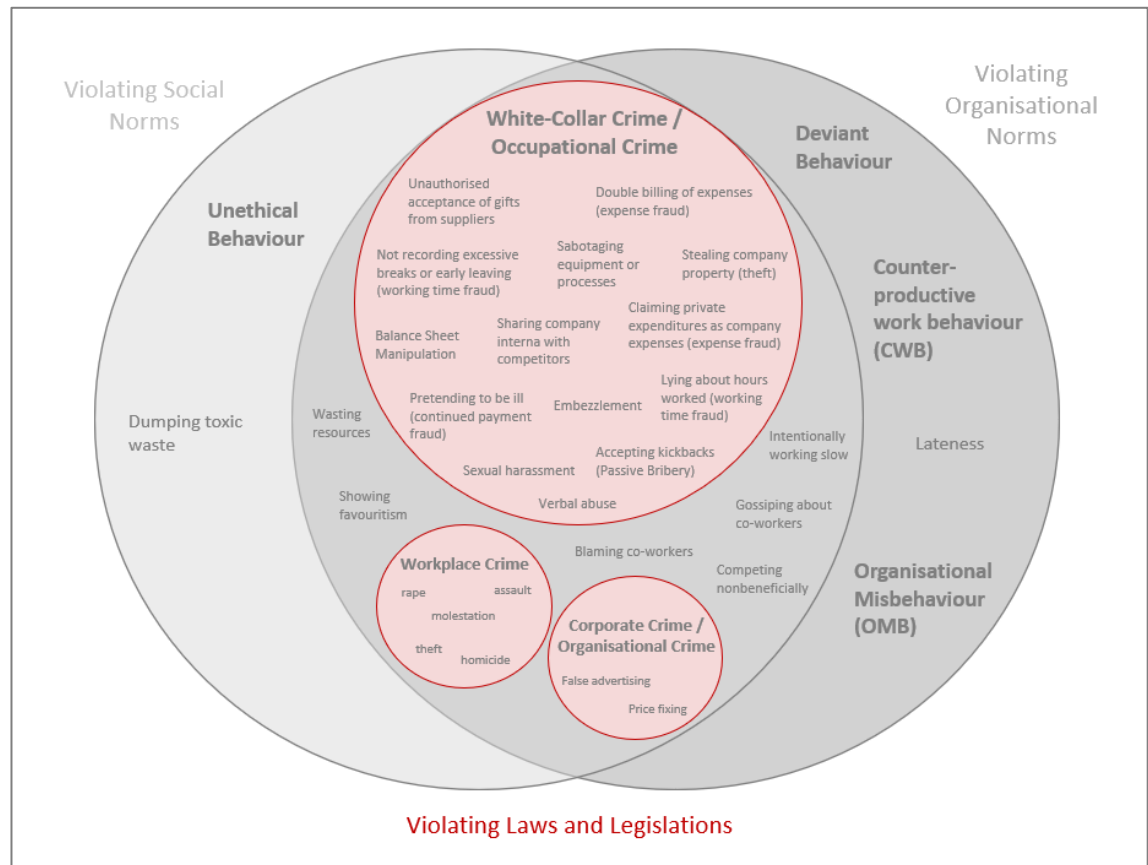 Violating Social
Norms
Violating
Organisational
Norms
White-Collar Crime /
Occupational Crime
Deviant
Behaviour
Unethical
Behaviour
Unauthorised
acceptance of gifts
from suppliers
Double billing of expenses
(expense fraud)
Not recording excessive
breaks or early leaving
(working time fraud)
Sabotaging
equipment or
processes
Stealing company
property (theft)
Counter-
productive
work behaviour
(CWB)
Balance Sheet
Manipulation
Sharing company
interna with
competitors
Claiming private
expenditures as company
expenses (expense fraud)
Pretending to be ill
(continued payment
fraud)
Embezzlement
Lying about hours
worked (working
time fraud)
Dumping toxic
waste
Wasting
resources
Intentionally
working slow
Lateness
Sexual harassment
Accepting kickbacks
(Passive Bribery)
Verbal abuse
Showing
favouritism
Gossiping about
co-workers
Blaming co-workers
Competing
nonbeneficially
Organisational
Misbehaviour
(OMB)
Workplace Crime
rape
assault
molestation
theft
homicide
Corporate Crime /
Organisational Crime
False advertising
Price fixing
Violating Laws and Legislations